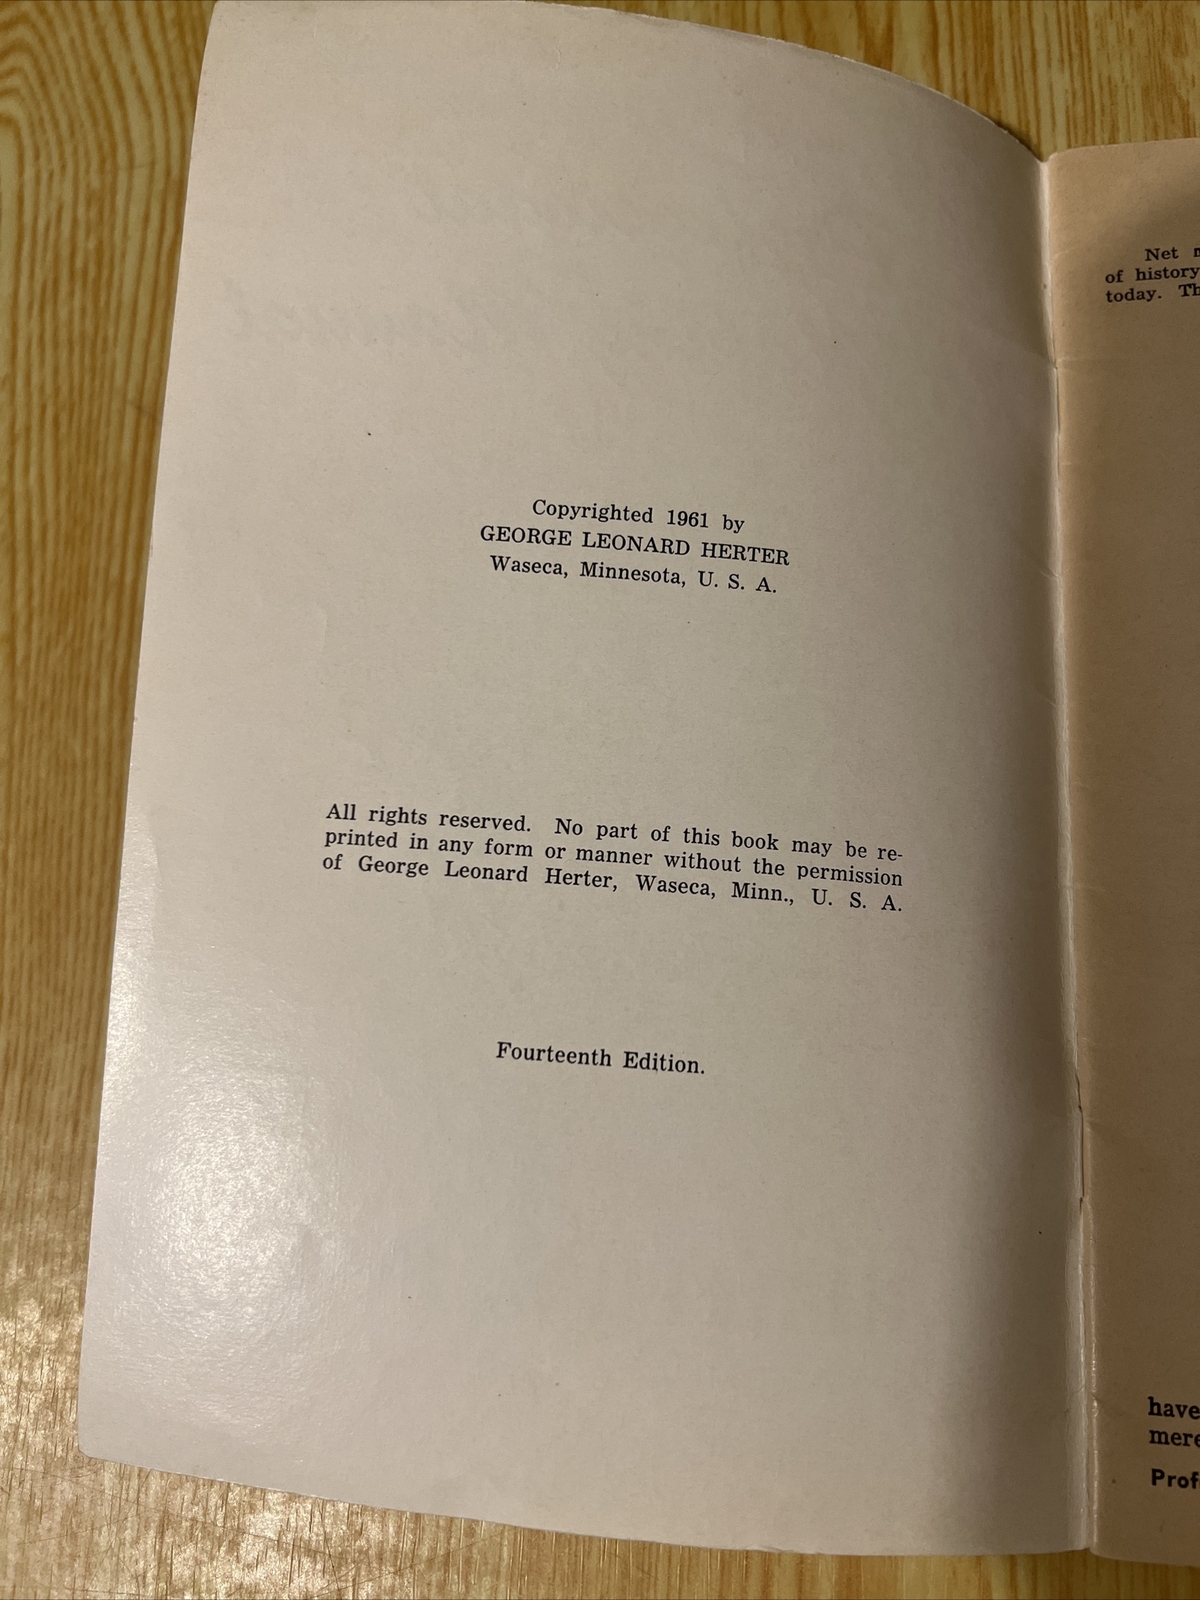 Copyrighted 1961 by
GEORGE LEONARD HERTER
Waseca, Minnesota, U. S. A.
All rights reserved. No part of this book may be re-
printed in any form or manner without the permission
of George Leonard Herter, Waseca, Minn., U. S. A.
Fourteenth Edition.
Net
of history
today.
have